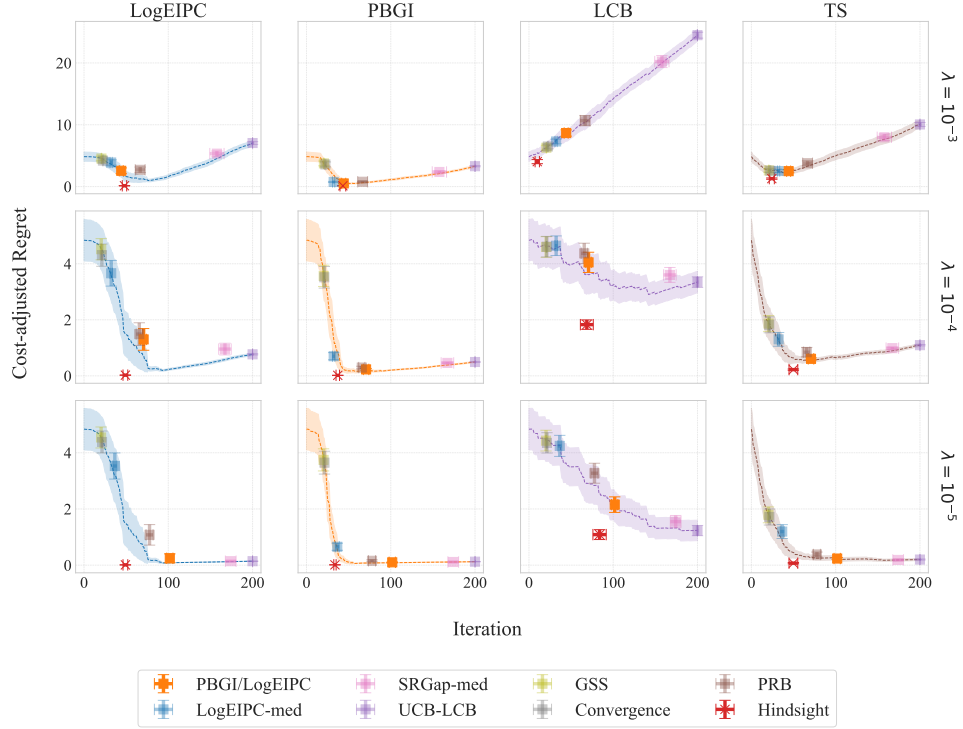 LogEIPC PBGI LCB TS
20
10
0
λ = 10⁻³
4
2
0
λ = 10⁻⁴
4
2
0
λ = 10⁻⁵
0 100 200 0 100 200 0 100 200 0 100 200
Cost-adjusted Regret
Iteration
PBGI/LogEIPC SRGap-med GSS PRB
LogEIPC-med UCB-LCB Convergence Hindsight